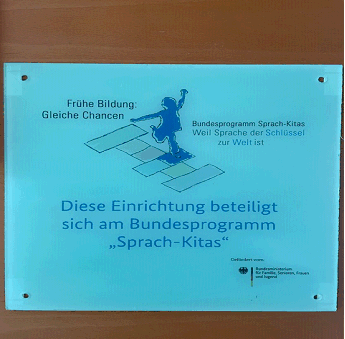 Frühe Bildung:
Gleiche Chancen
Bundesprogramm Sprach-Kitas
Weil Sprache der Schlüssel
zur Welt ist
Diese Einrichtung beteiligt
sich am Bundesprogramm
„Sprach-Kitas“
Gefördert vom:
Bundesministerium
für Familie, Senioren, Frauen
und Jugend